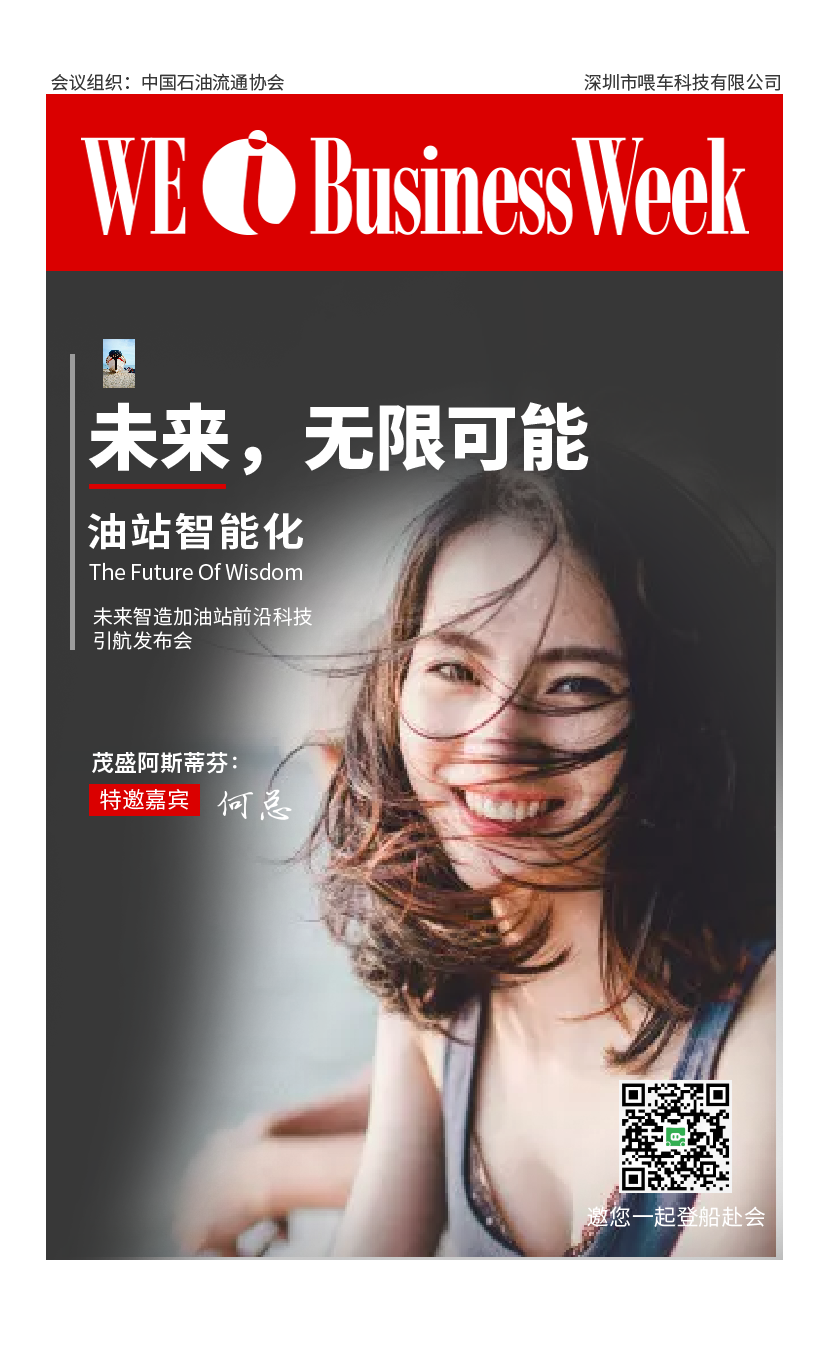 会议组织：中国石油流通协会
深圳市喂车科技有限公司
WE i BusinessWeek
未来，无限可能
油站智能化
The Future Of Wisdom
未来智造加油站前沿科技
引航发布会
茂盛阿斯蒂芬：
特邀嘉宾 何忌
邀您一起登船赴会